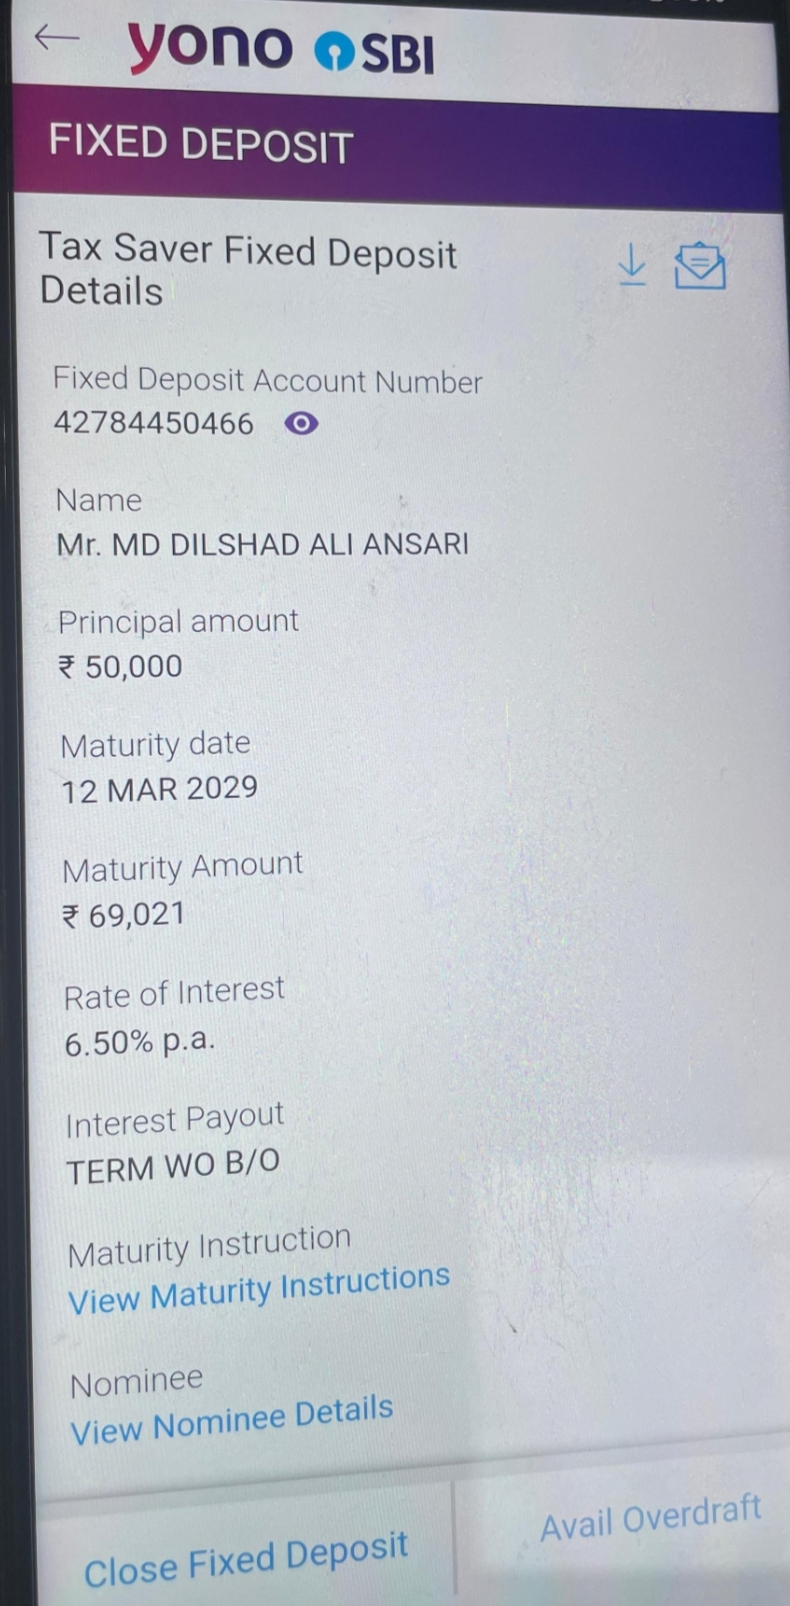 yono SBI
FIXED DEPOSIT
Tax Saver Fixed Deposit
Details
Fixed Deposit Account Number
42784450466
Name
Mr. MD DILSHAD ALI ANSARI
Principal amount
₹ 50,000
Maturity date
12 MAR 2029
Maturity Amount
₹ 69,021
Rate of Interest
6.50% p.a.
Interest Payout
TERM WO B/O
Maturity Instruction
View Maturity Instructions
Nominee
View Nominee Details
Close Fixed Deposit
Avail Overdraft